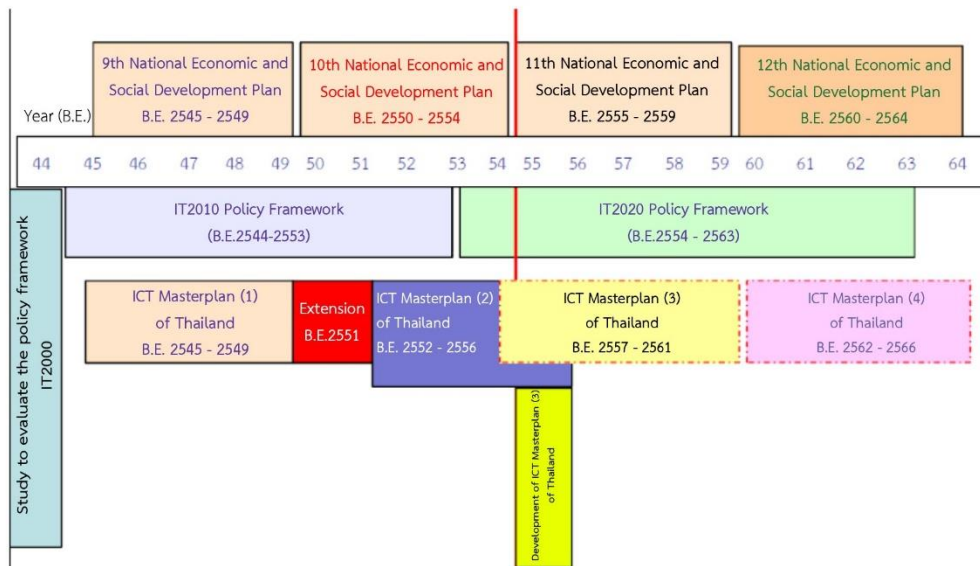 9th National Economic and
Social Development Plan
B.E. 2545 - 2549
10th National Economic and
Social Development Plan
B.E. 2550 - 2554
11th National Economic and
Social Development Plan
B.E. 2555 - 2559
12th National Economic and
Social Development Plan
B.E. 2560 - 2564
Year (B.E.)
44 45 46 47 48 49 50 51 52 53 54 55 56 57 58 59 60 61 62 63 64
IT2010 Policy Framework
(B.E.2544-2553)
IT2020 Policy Framework
(B.E.2554 - 2563)
Study to evaluate the policy framework
IT2000
ICT Masterplan (1)
of Thailand
B.E. 2545 - 2549
Extension
B.E.2551
ICT Masterplan (2)
of Thailand
B.E. 2552 - 2556
ICT Masterplan (3)
of Thailand
B.E. 2557 - 2561
ICT Masterplan (4)
of Thailand
B.E. 2562 - 2566
Development of ICT Masterplan (3)
of Thailand